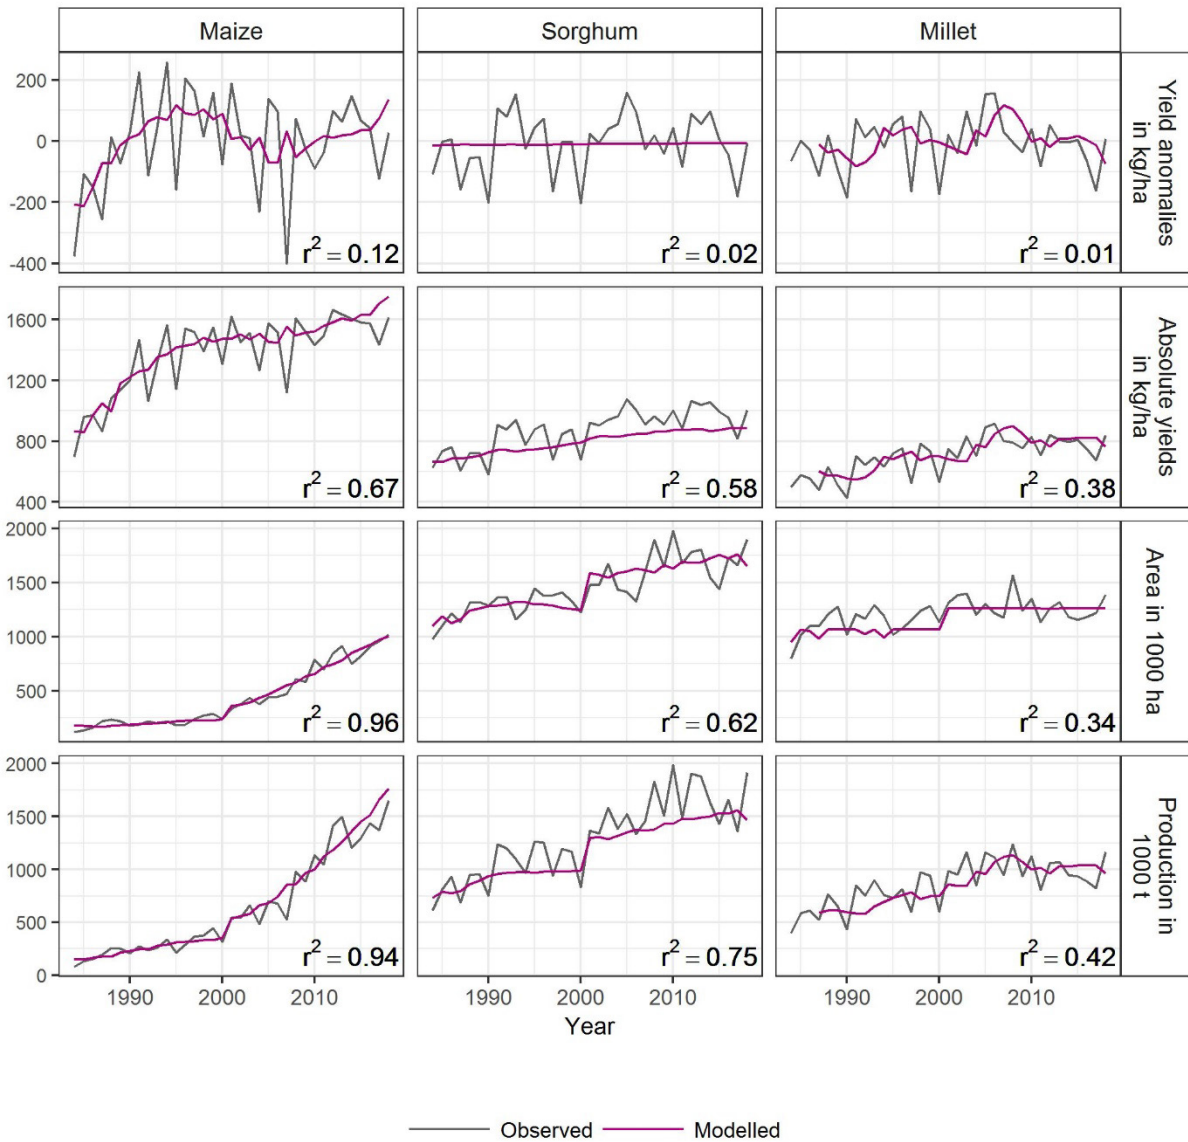 Maize
Sorghum
Millet
200
0
-200
-400
r² = 0.12
r² = 0.02
r² = 0.01
Yield anomalies
in kg/ha
1600
1200
800
400
r² = 0.67
r² = 0.58
r² = 0.38
Absolute yields
in kg/ha
2000
1500
1000
500
r² = 0.96
r² = 0.62
r² = 0.34
Area in 1000 ha
2000
1500
1000
500
0
r² = 0.94
r² = 0.75
r² = 0.42
Production in
1000 t
1990 2000 2010
1990 2000 2010
1990 2000 2010
Year
Observed
Modelled